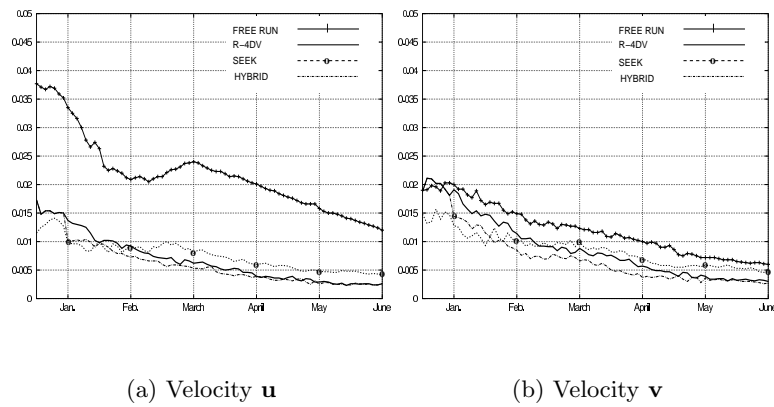 0.05
0.045
0.04
0.035
0.03
0.025
0.02
0.015
0.01
0.005
0
Jan.
Feb.
March
April
May
June
FREE RUN
R-4DV
SEEK
HYBRID
0.05
0.045
0.04
0.035
0.03
0.025
0.02
0.015
0.01
0.005
0
Jan.
Feb.
March
April
May
June
FREE RUN
R-4DV
SEEK
HYBRID
(a) Velocity u
(b) Velocity v